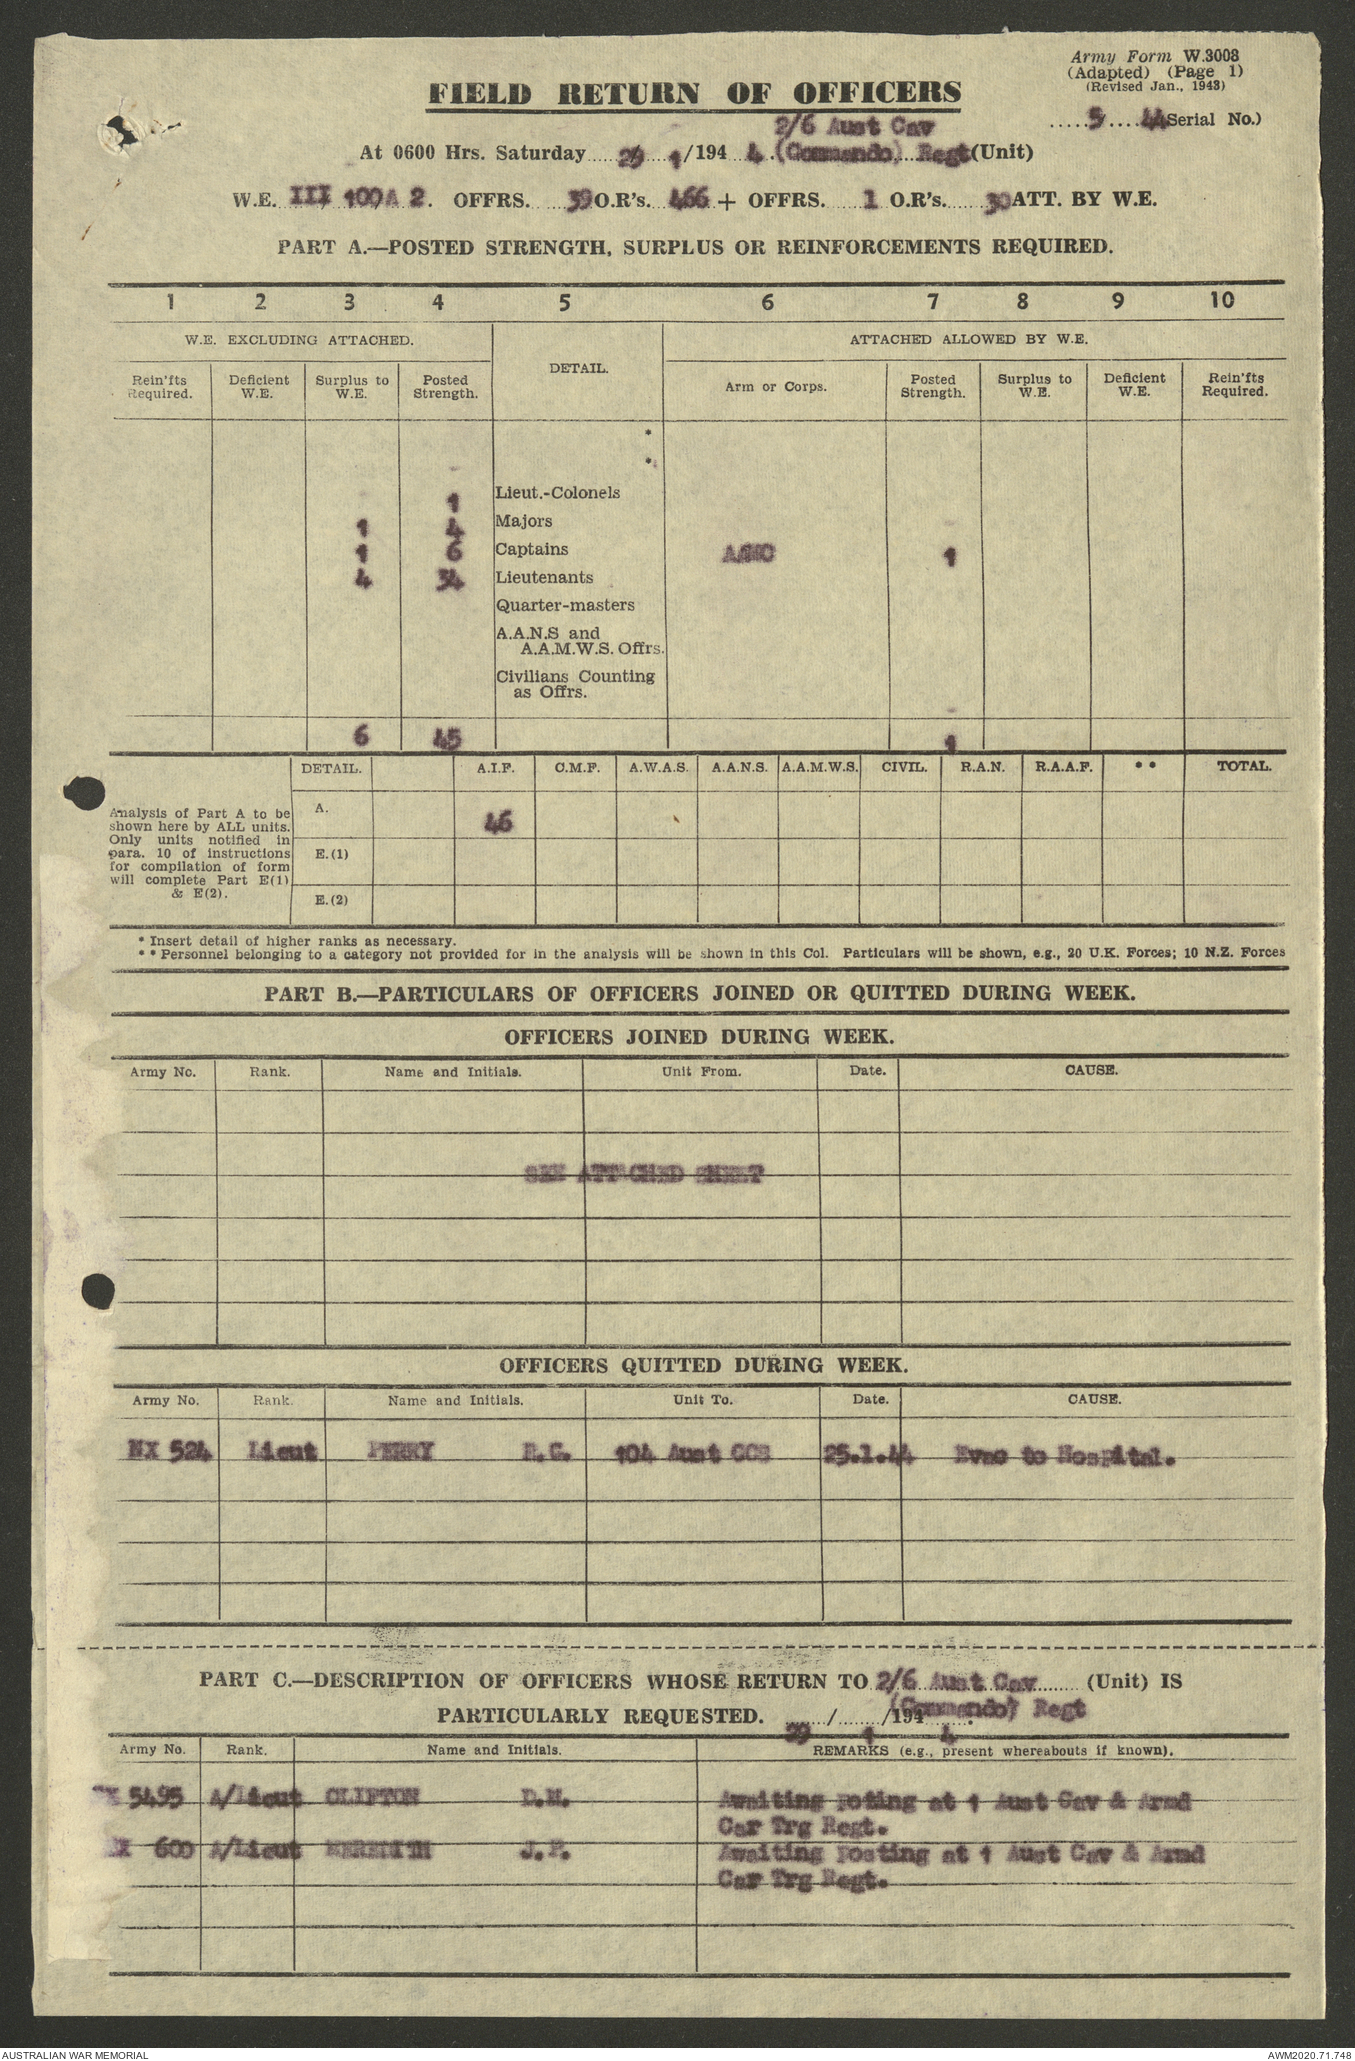 Army Form W.3008
(Adapted) (Page 1)
(Revised Jan., 1943)
FIELD RETURN OF OFFICERS
.....5....44 Serial No.)
2/6 Aust Cav
At 0600 Hrs. Saturday 29 1/194 4 (Commando) Regt (Unit)
W.E. III 100A 2. OFFRS. 39 O.R's. 466 + OFFRS. 1 O.R's. 30 ATT. BY W.E.
PART A.—POSTED STRENGTH, SURPLUS OR REINFORCEMENTS REQUIRED.
1 2 3 4 5 6 7 8 9 10
W.E. EXCLUDING ATTACHED. DETAIL. ATTACHED ALLOWED BY W.E.
Rein'fts Required. Deficient W.E. Surplus to W.E. Posted Strength. Arm or Corps. Posted Strength. Surplus to W.E. Deficient W.E. Rein'fts Required.
*
*
1 Lieut.-Colonels
1 4 Majors
1 6 Captains AAMC 1
4 34 Lieutenants
Quarter-masters
A.A.N.S and
A.A.M.W.S. Offrs.
Civilians Counting
as Offrs.
6 45 1
DETAIL. A.I.F. C.M.F. A.W.A.S. A.A.N.S. A.A.M.W.S. CIVIL. R.A.N. R.A.A.F. ** TOTAL.
Analysis of Part A to be
shown here by ALL units.
Only units notified in
para. 10 of instructions
for compilation of form
will complete Part E(1)
& E(2).
A. 46
E.(1)
E.(2)
* Insert detail of higher ranks as necessary.
** Personnel belonging to a category not provided for in the analysis will be shown in this Col. Particulars will be shown, e.g., 20 U.K. Forces; 10 N.Z. Forces
PART B.—PARTICULARS OF OFFICERS JOINED OR QUITTED DURING WEEK.
OFFICERS JOINED DURING WEEK.
Army No. Rank. Name and Initials. Unit From. Date. CAUSE.
SEE ATTACHED SHEET
OFFICERS QUITTED DURING WEEK.
Army No. Rank. Name and Initials. Unit To. Date. CAUSE.
NX 524 Lieut PERRY R.G. 104 Aust CCS 25.1.44 Evac to Hospital.
PART C.—DESCRIPTION OF OFFICERS WHOSE RETURN TO 2/6 Aust Cav (Unit) IS
(Commando) Regt
PARTICULARLY REQUESTED. 29/1/194 4.
Army No. Rank. Name and Initials. REMARKS (e.g., present whereabouts if known).
5495 A/Lieut CLIFTON D.M. Awaiting poting at 1 Aust Cav & Armd
Car Trg Regt.
600 A/Lieut MEREDITH J.P. Awaiting posting at 1 Aust Cav & Armd
Car Trg Regt.
AUSTRALIAN WAR MEMORIAL AWM2020.71.748